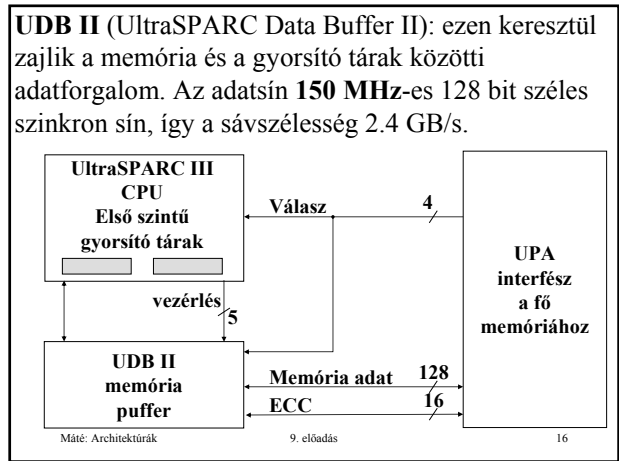 UDB II (UltraSPARC Data Buffer II): ezen keresztül
zajlik a memória és a gyorsító tárak közötti
adatforgalom. Az adatsín 150 MHz-es 128 bit széles
szinkron sín, így a sávszélesség 2.4 GB/s.
UltraSPARC III
CPU
Első szintű
gyorsító tárak
Válasz
4
UPA
interfész
a fő
memóriához
vezérlés
5
UDB II
memória
puffer
Memória adat
128
ECC
16
Máté: Architektúrák
9. előadás
16